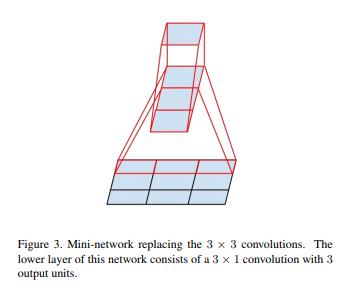 Figure 3. Mini-network replacing the 3 × 3 convolutions. The
lower layer of this network consists of a 3 × 1 convolution with 3
output units.